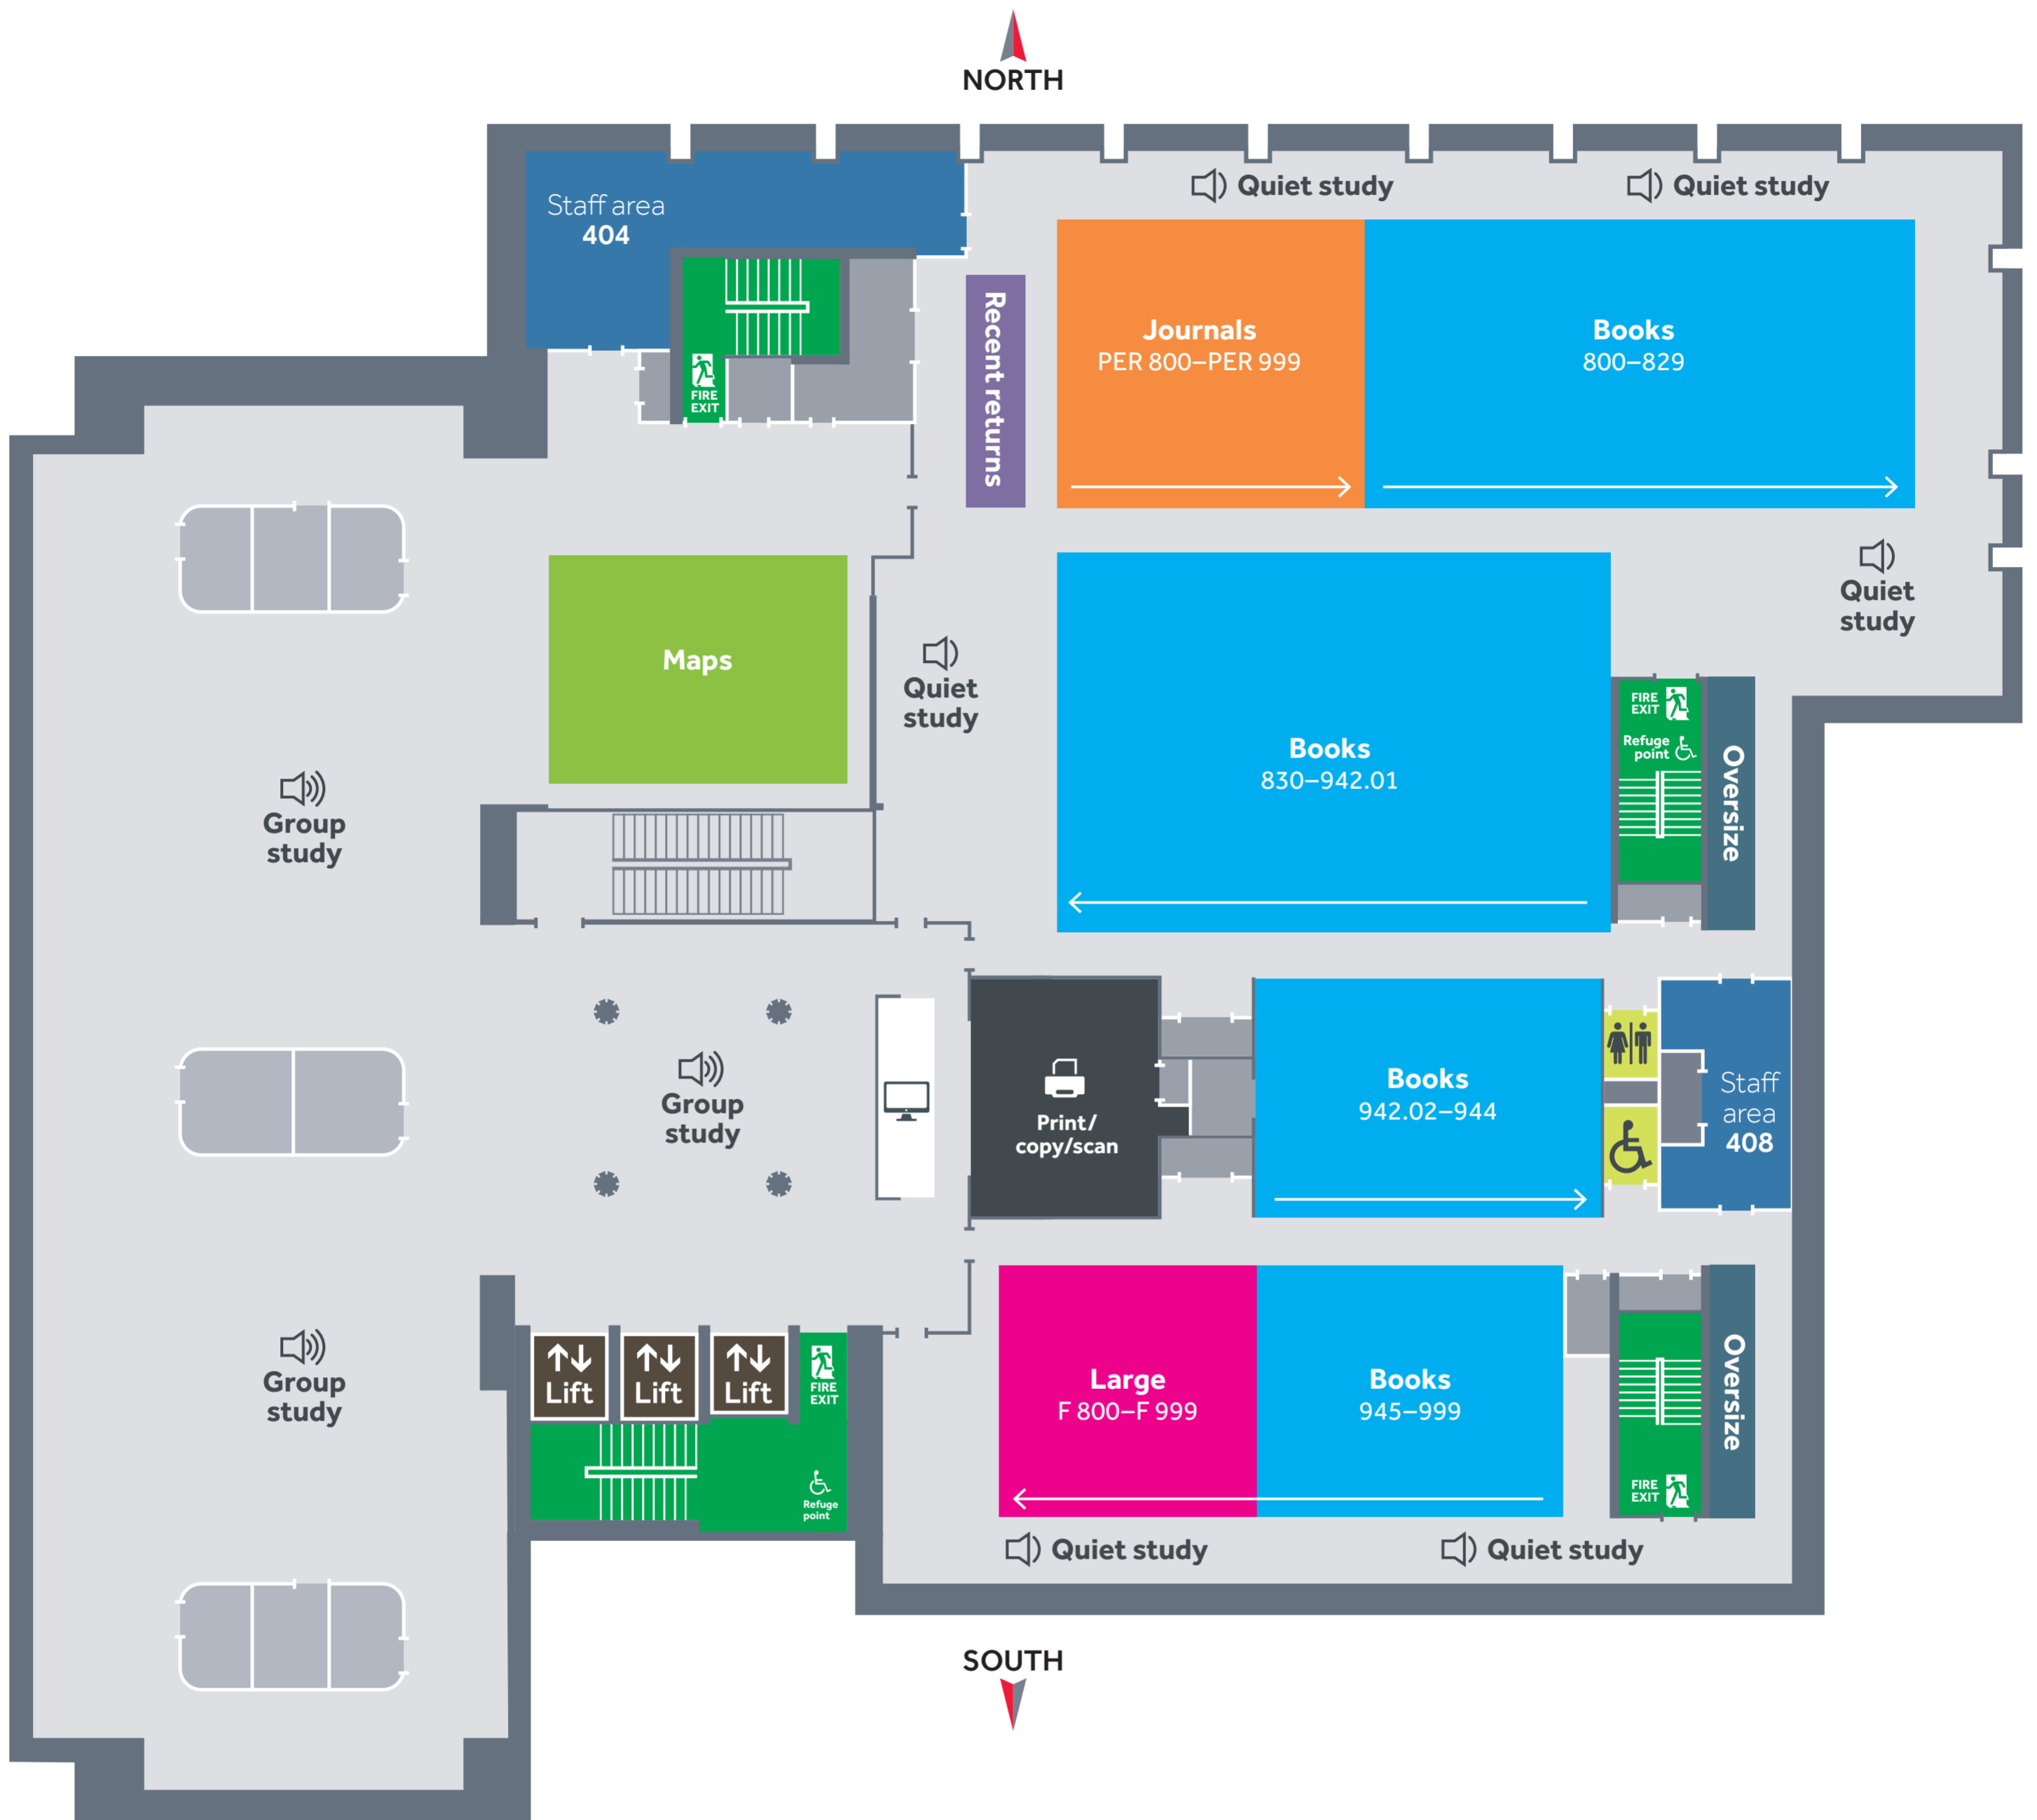 NORTH
Quiet study
Quiet study
Staff area
404
Recent returns
Journals
PER 800–PER 999
Books
800–829
FIRE
EXIT
Maps
Quiet
study
Quiet
study
Books
830–942.01
FIRE
EXIT
Refuge
point
Oversize
Group
study
Group
study
Print/
copy/scan
Books
942.02–944
Staff
area
408
Group
study
Lift
Lift
Lift
FIRE
EXIT
Refuge
point
Large
F 800–F 999
Books
945–999
Oversize
FIRE
EXIT
Quiet study
Quiet study
SOUTH